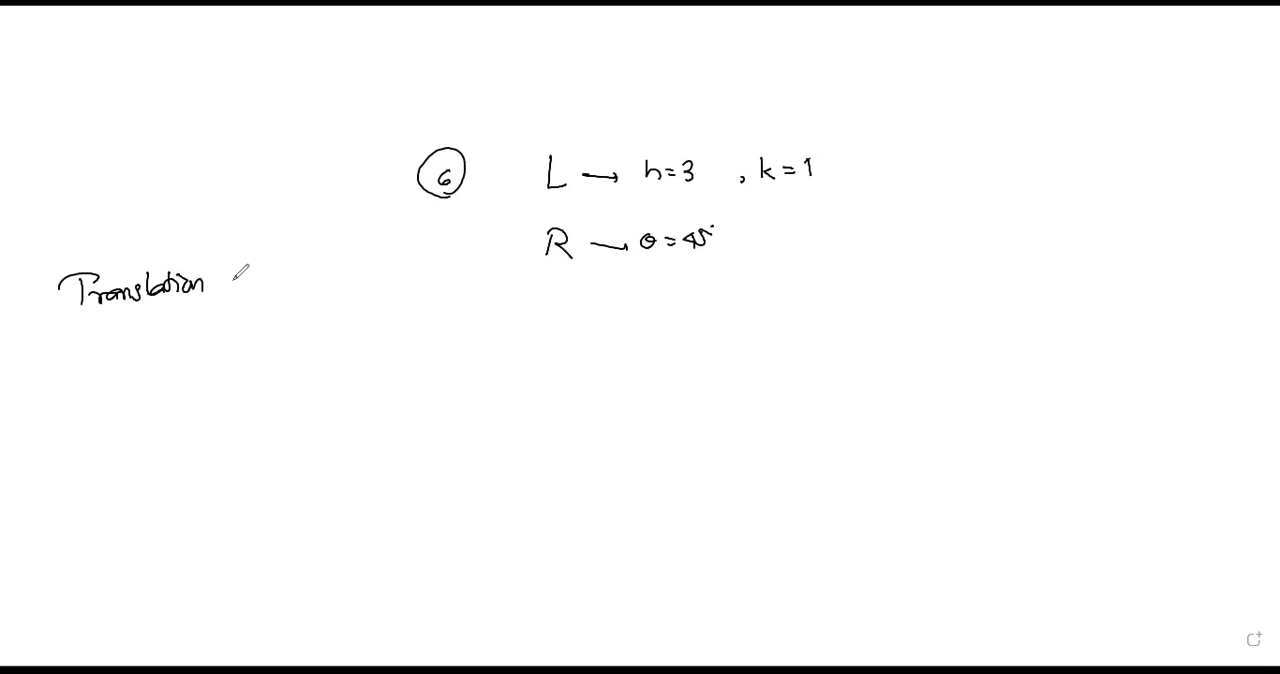 6 L → h=3 , k=1
R → θ=45°
Translation